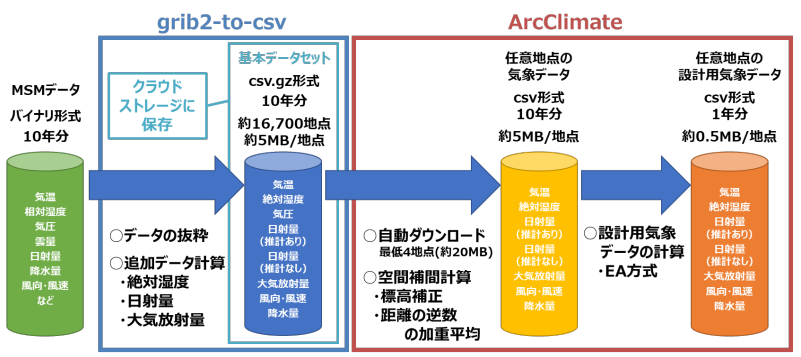 grib2-to-csv
ArcClimate
MSMデータ
バイナリ形式
10年分
気温
相対湿度
気圧
雲量
日射量
降水量
風向・風速
など
クラウド
ストレージに
保存
○データの抜粋
○追加データ計算
・絶対湿度
・日射量
・大気放射量
基本データセット
csv.gz形式
10年分
約16,700地点
約5MB/地点
気温
絶対湿度
気圧
日射量
(推計あり)
日射量
(推計なし)
大気放射量
風向・風速
降水量
○自動ダウンロード
最低4地点(約20MB)
○空間補間計算
・標高補正
・距離の逆数
の加重平均
任意地点の
気象データ
csv形式
10年分
約5MB/地点
気温
絶対湿度
日射量
(推計あり)
日射量
(推計なし)
大気放射量
風向・風速
降水量
○設計用気象
データの計算
・EA方式
任意地点の
設計用気象データ
csv形式
1年分
約0.5MB/地点
気温
絶対湿度
日射量
(推計あり)
日射量
(推計なし)
大気放射量
風向・風速
降水量